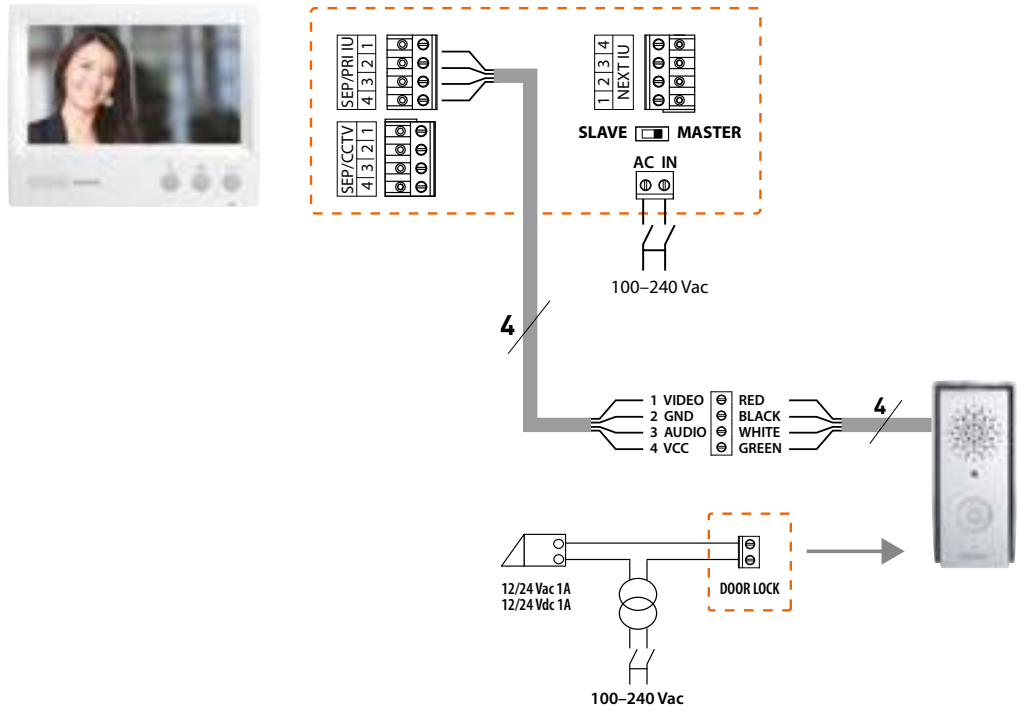 SEP/PRI IU
4 3 2 1
SEP/CCTV
4 3 2 1
1 2 3 4
NEXT IU
SLAVE MASTER
AC IN
100–240 Vac
4
1 VIDEO RED
2 GND BLACK
3 AUDIO WHITE
4 VCC GREEN
4
12/24 Vac 1A
12/24 Vdc 1A
DOOR LOCK
100–240 Vac